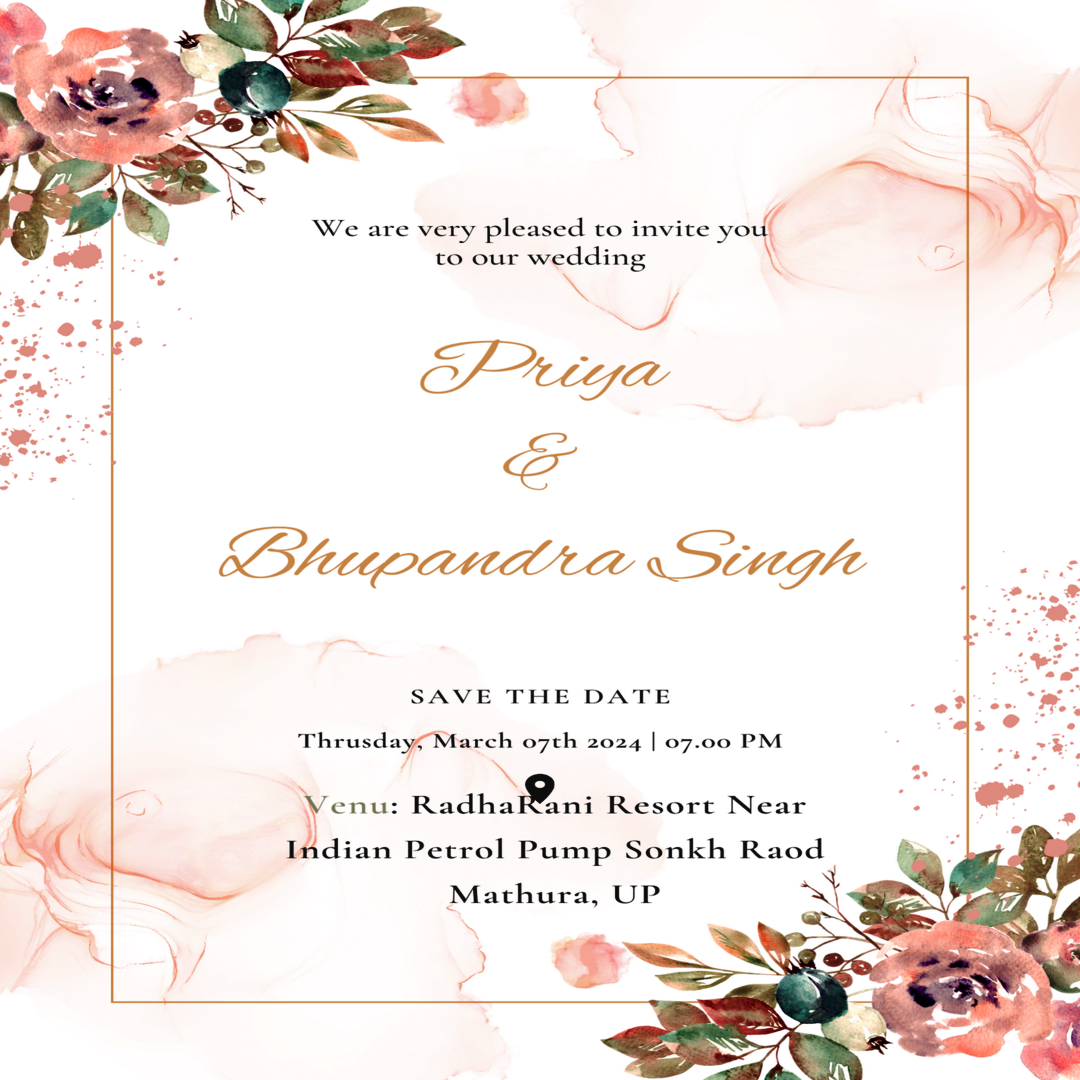 We are very pleased to invite you
to our wedding
Priya
&
Bhupandra Singh
SAVE THE DATE
Thrusday, March 07th 2024 | 07.00 PM
Venu: RadhaRani Resort Near
Indian Petrol Pump Sonkh Raod
Mathura, UP